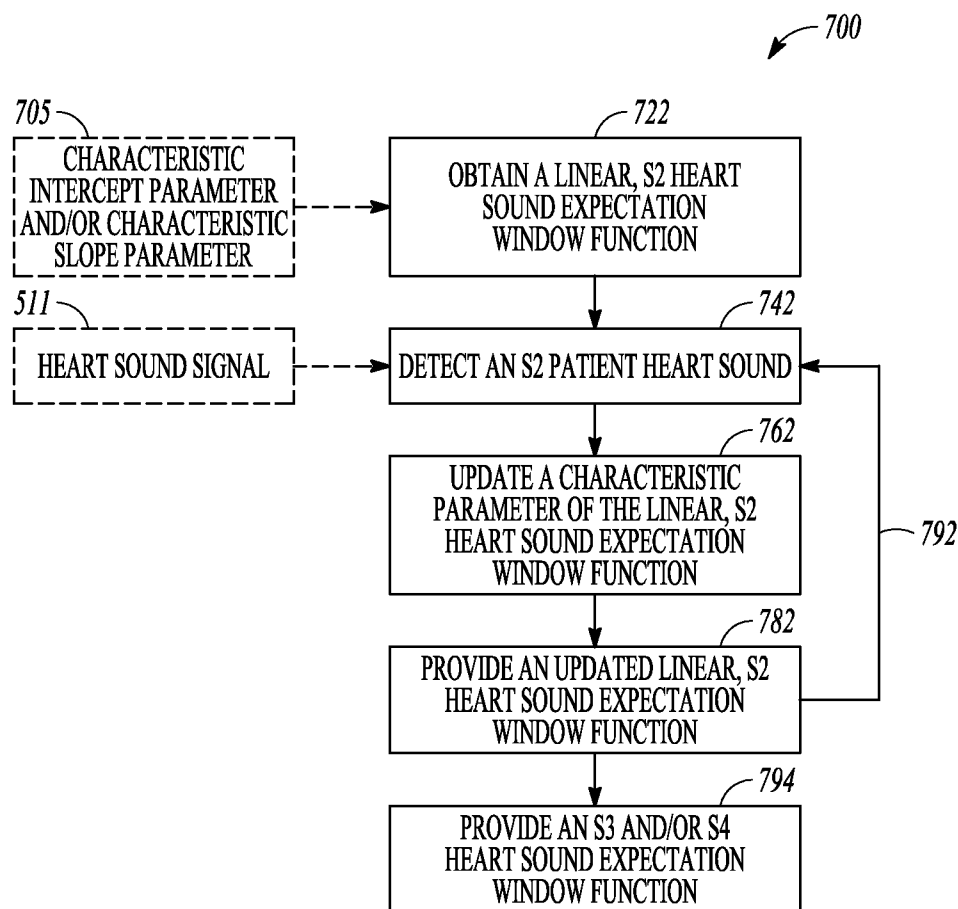 700
705
CHARACTERISTIC
INTERCEPT PARAMETER
AND/OR CHARACTERISTIC
SLOPE PARAMETER
722
OBTAIN A LINEAR, S2 HEART
SOUND EXPECTATION
WINDOW FUNCTION
511
HEART SOUND SIGNAL
742
DETECT AN S2 PATIENT HEART SOUND
762
UPDATE A CHARACTERISTIC
PARAMETER OF THE LINEAR, S2
HEART SOUND EXPECTATION
WINDOW FUNCTION
792
782
PROVIDE AN UPDATED LINEAR, S2
HEART SOUND EXPECTATION
WINDOW FUNCTION
794
PROVIDE AN S3 AND/OR S4
HEART SOUND EXPECTATION
WINDOW FUNCTION